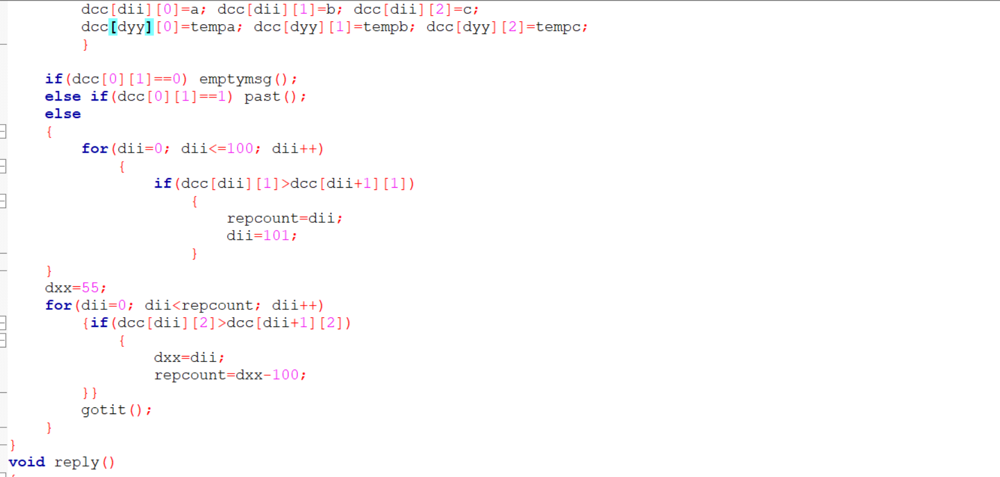 dcc[dii][0]=a; dcc[dii][1]=b; dcc[dii][2]=c;
dcc[dyy][0]=tempa; dcc[dyy][1]=tempb; dcc[dyy][2]=tempc;
}
if(dcc[0][1]==0) emptymsg();
else if(dcc[0][1]==1) past();
else
{
for(dii=0; dii<=100; dii++)
{
if(dcc[dii][1]>dcc[dii+1][1])
{
repcount=dii;
dii=101;
}
}
dxx=55;
for(dii=0; dii<repcount; dii++)
{if(dcc[dii][2]>dcc[dii+1][2])
{
dxx=dii;
repcount=dxx-100;
}}
gotit();
}
}
void reply()